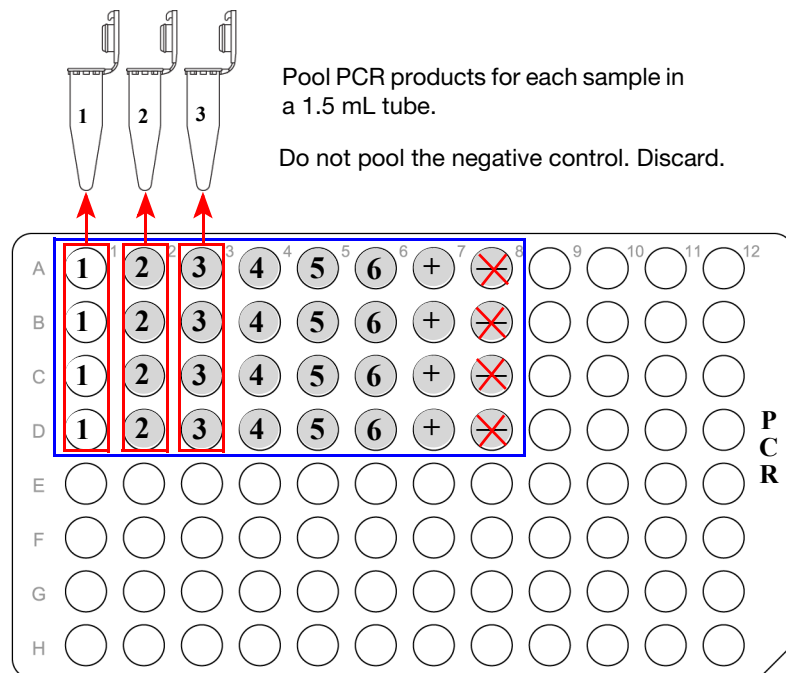 1 2 3
Pool PCR products for each sample in
a 1.5 mL tube.
Do not pool the negative control. Discard.
1 2 3 4 5 6 7 8 9 10 11 12
A 1 2 3 4 5 6 + −
B 1 2 3 4 5 6 + −
C 1 2 3 4 5 6 + −
D 1 2 3 4 5 6 + −
E
F
G
H
P
C
R